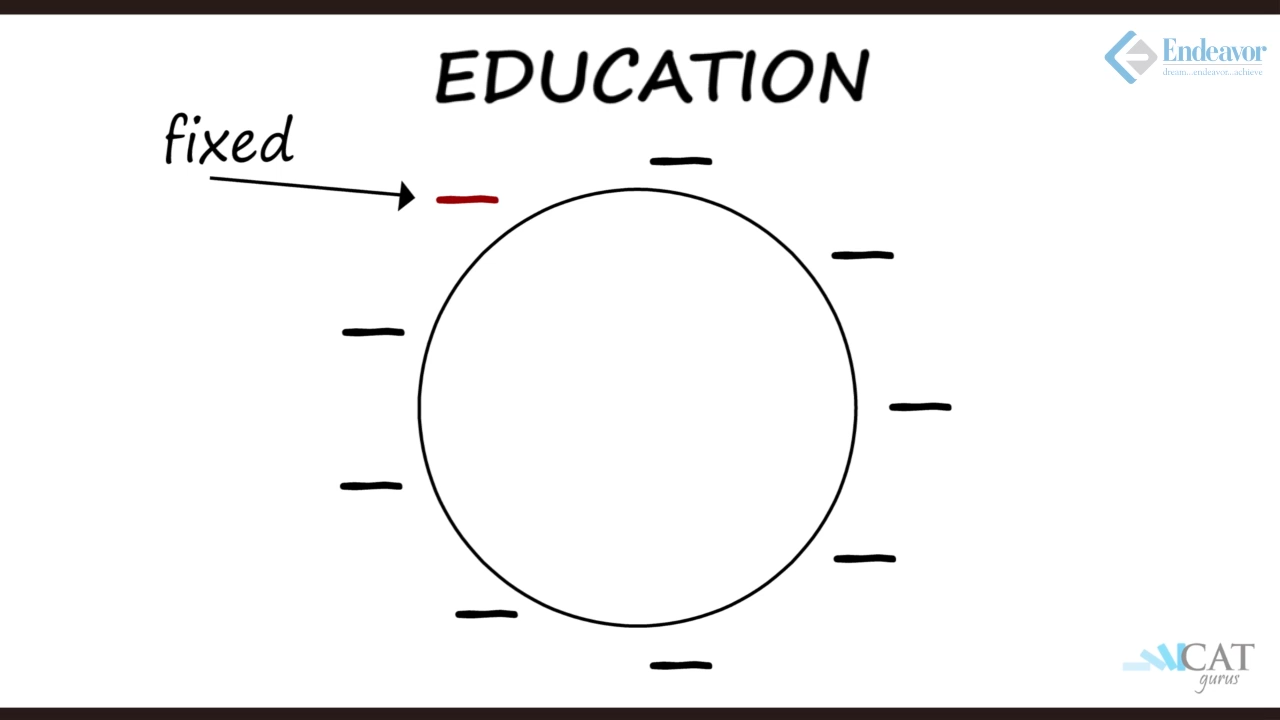 EDUCATION
Endeavor
dream...endeavor...achieve
fixed
CAT
gurus